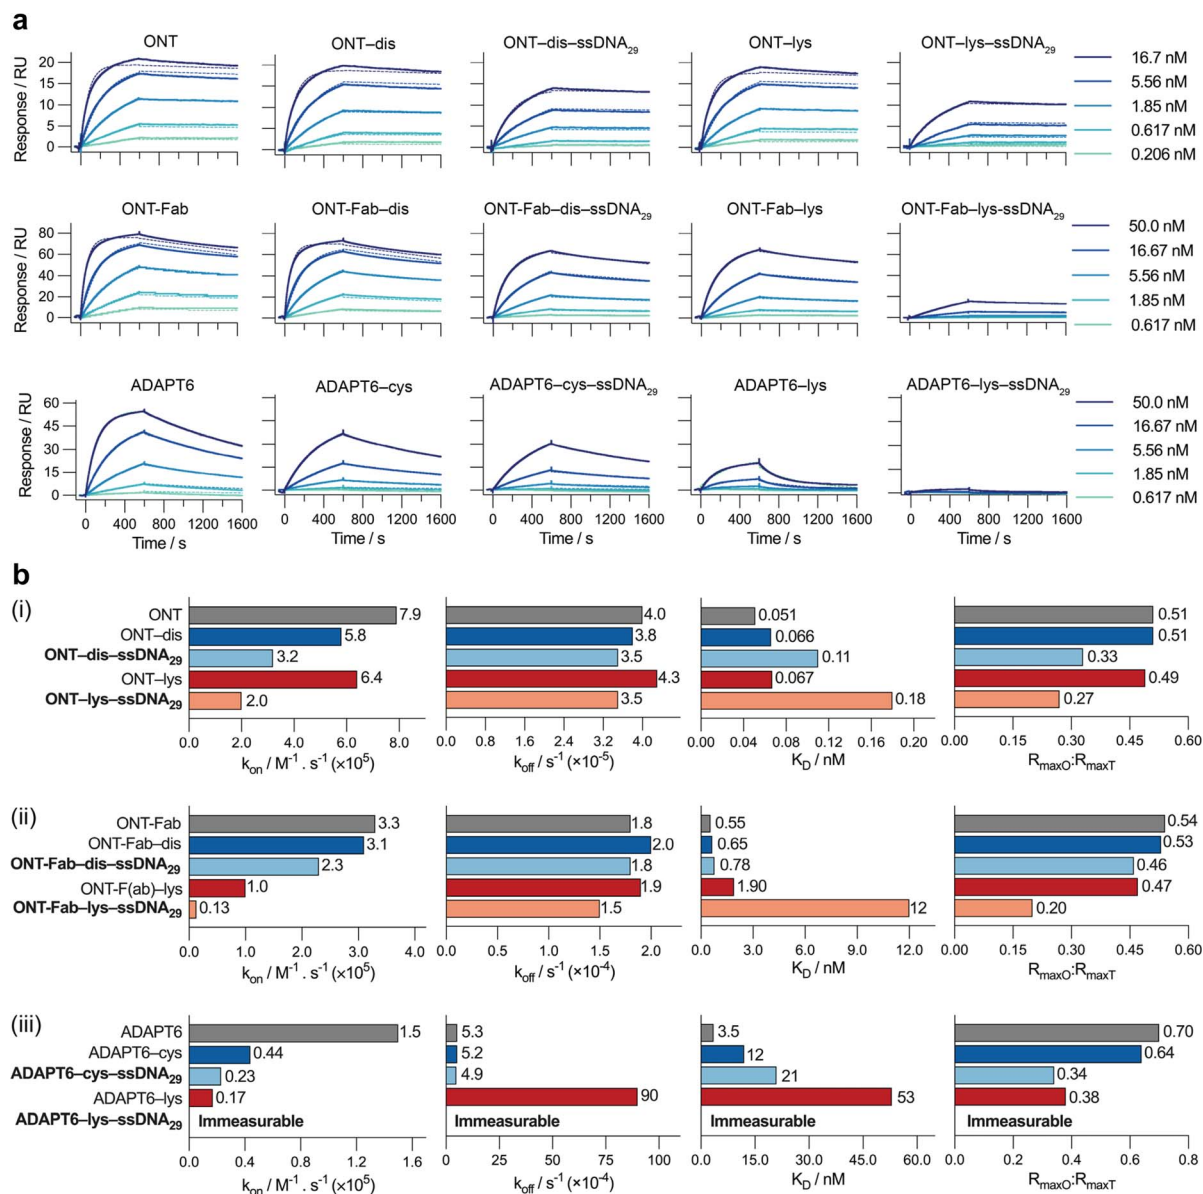 a
ONT
ONT–dis
ONT–dis–ssDNA29
ONT–lys
ONT–lys–ssDNA29
Response / RU
20
15
10
5
0
16.7 nM
5.56 nM
1.85 nM
0.617 nM
0.206 nM
ONT-Fab
ONT-Fab–dis
ONT-Fab–dis-ssDNA29
ONT-Fab–lys
ONT-Fab–lys-ssDNA29
Response / RU
80
60
40
20
0
50.0 nM
16.67 nM
5.56 nM
1.85 nM
0.617 nM
ADAPT6
ADAPT6–cys
ADAPT6–cys-ssDNA29
ADAPT6–lys
ADAPT6–lys-ssDNA29
Response / RU
60
45
30
15
0
50.0 nM
16.67 nM
5.56 nM
1.85 nM
0.617 nM
0 400 800 1200 1600
0 400 800 1200 1600
0 400 800 1200 1600
0 400 800 1200 1600
0 400 800 1200 1600
Time / s
Time / s
Time / s
Time / s
Time / s
b
(i)
ONT
ONT–dis
ONT–dis–ssDNA29
ONT–lys
ONT–lys–ssDNA29
7.9
5.8
3.2
6.4
2.0
0.0 2.0 4.0 6.0 8.0
kon / M-1 . s-1 (×105)
4.0
3.8
3.5
4.3
3.5
0.0 0.8 1.6 2.4 3.2 4.0
koff / s-1 (×10-5)
0.051
0.066
0.11
0.067
0.18
0.00 0.04 0.08 0.12 0.16 0.20
KD / nM
0.51
0.51
0.33
0.49
0.27
0.00 0.15 0.30 0.45 0.60
RmaxO:RmaxT
(ii)
ONT-Fab
ONT-Fab–dis
ONT-Fab–dis–ssDNA29
ONT-F(ab)–lys
ONT-Fab–lys–ssDNA29
3.3
3.1
2.3
1.0
0.13
0.0 1.0 2.0 3.0 4.0
kon / M-1 . s-1 (×105)
1.8
2.0
1.8
1.9
1.5
0.0 0.5 1.0 1.5 2.0
koff / s-1 (×10-4)
0.55
0.65
0.78
1.90
12
0.0 3.0 6.0 9.0 12.0
KD / nM
0.54
0.53
0.46
0.47
0.20
0.00 0.15 0.30 0.45 0.60
RmaxO:RmaxT
(iii)
ADAPT6
ADAPT6–cys
ADAPT6–cys–ssDNA29
ADAPT6–lys
ADAPT6–lys–ssDNA29
1.5
0.44
0.23
0.17
Immeasurable
0.0 0.4 0.8 1.2 1.6
kon / M-1 . s-1 (×105)
5.3
5.2
4.9
90
Immeasurable
0 25 50 75 100
koff / s-1 (×10-4)
3.5
12
21
53
Immeasurable
0.0 15.0 30.0 45.0 60.0
KD / nM
0.70
0.64
0.34
0.38
Immeasurable
0.0 0.2 0.4 0.6 0.8
RmaxO:RmaxT